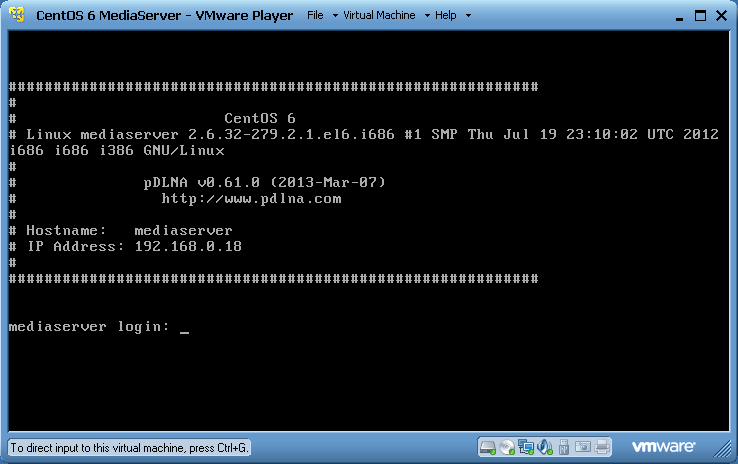 CentOS 6 MediaServer - VMware Player File Virtual Machine Help
###########################################################
#
# CentOS 6
# Linux mediaserver 2.6.32-279.2.1.el6.i686 #1 SMP Thu Jul 19 23:10:02 UTC 2012
i686 i686 i386 GNU/Linux
#
# pDLNA v0.61.0 (2013-Mar-07)
# http://www.pdlna.com
#
# Hostname: mediaserver
# IP Address: 192.168.0.18
#
###########################################################
mediaserver login: _
To direct input to this virtual machine, press Ctrl+G.
vmware